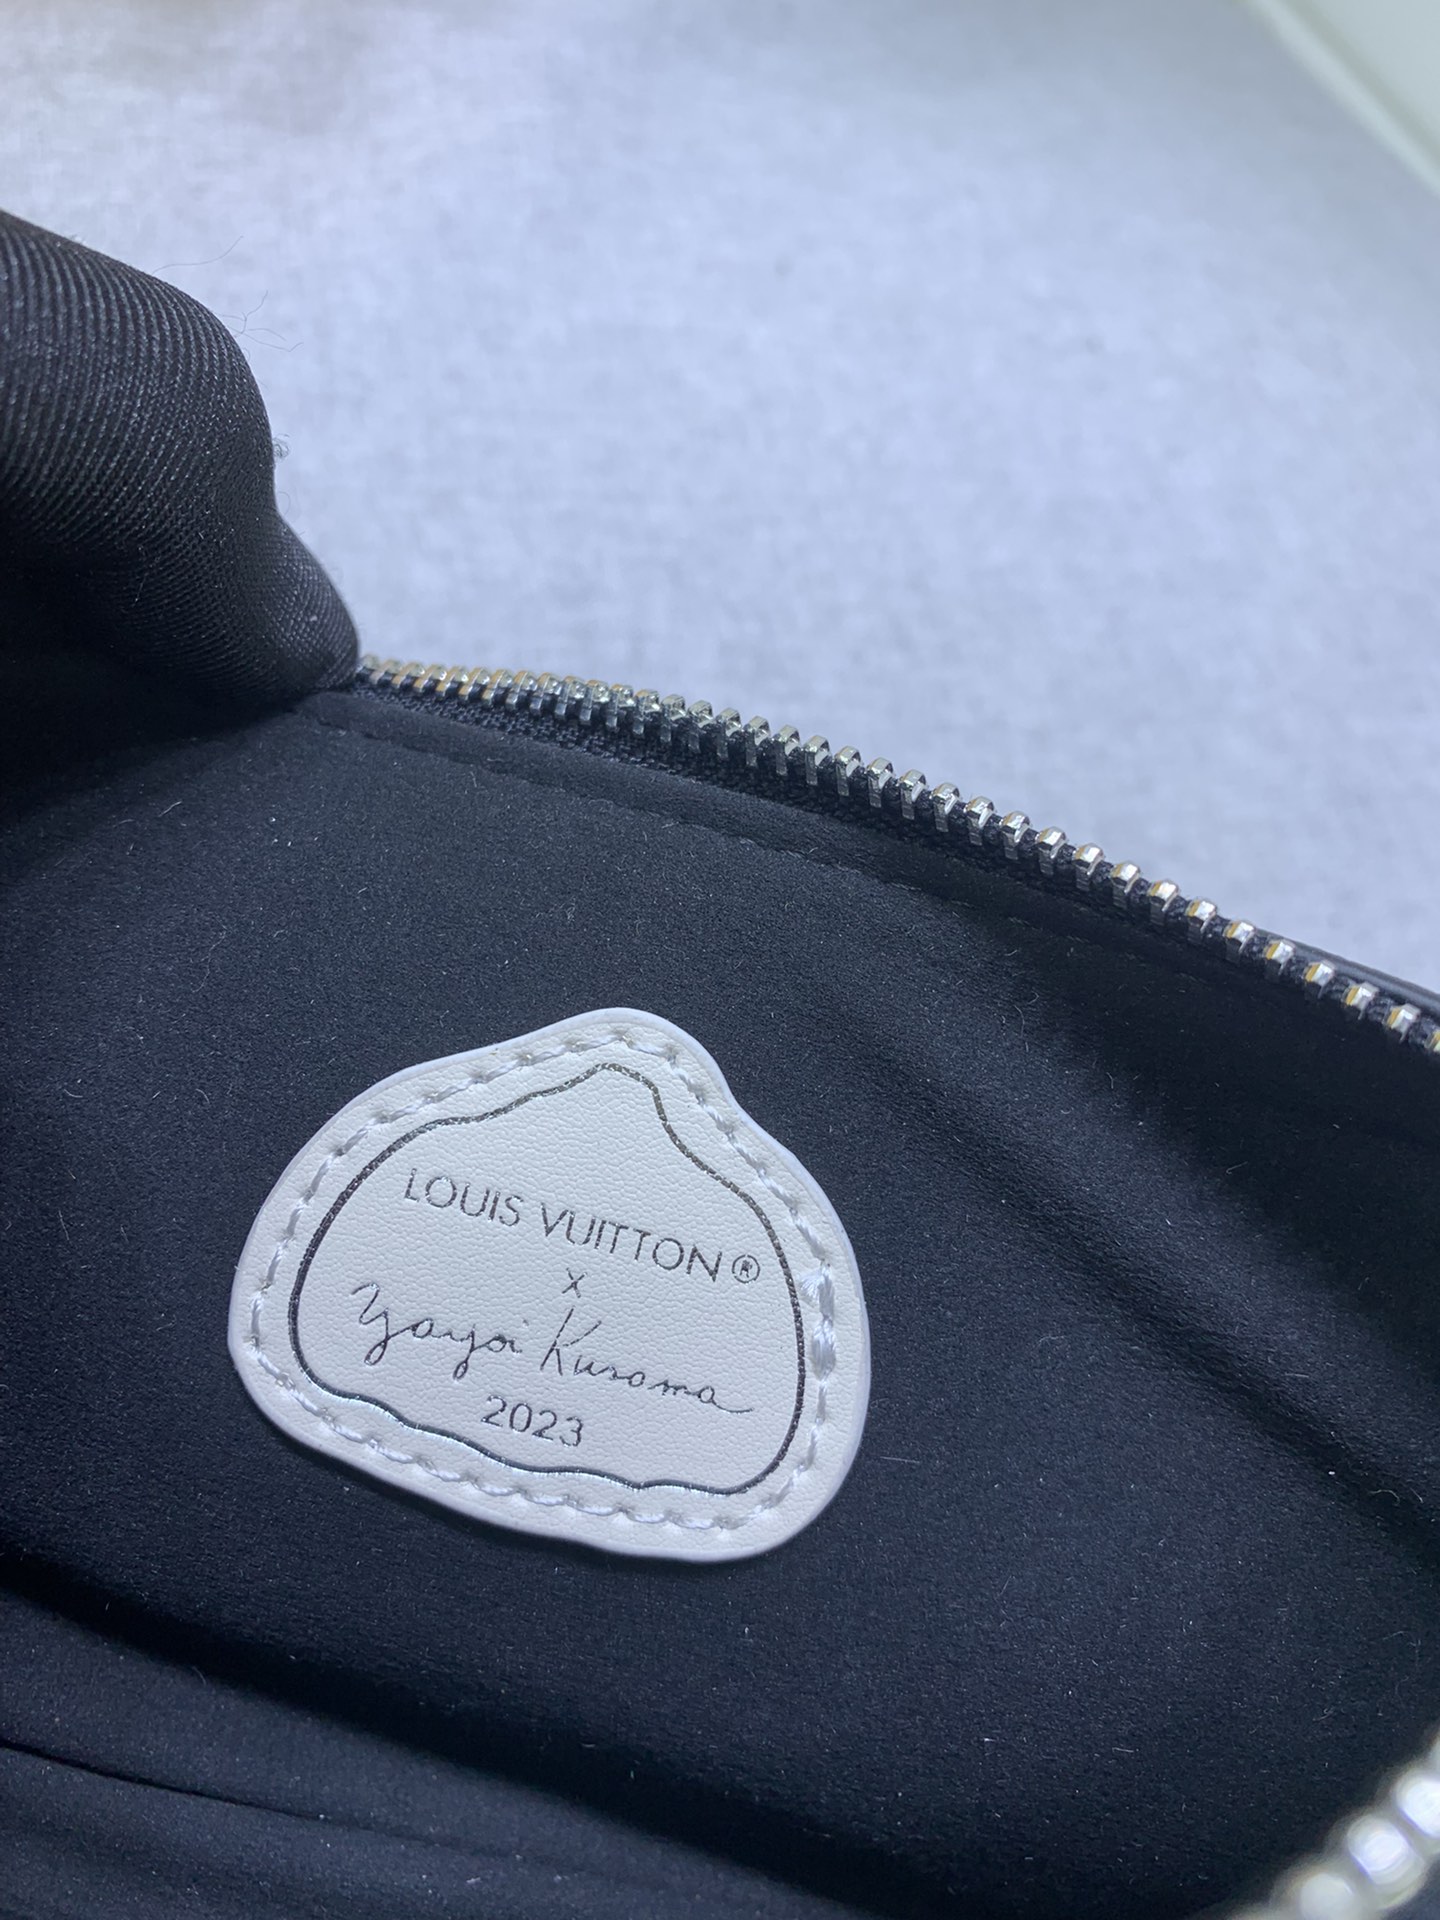 LOUIS VUITTON®
x
Yayoi Kusama
2023